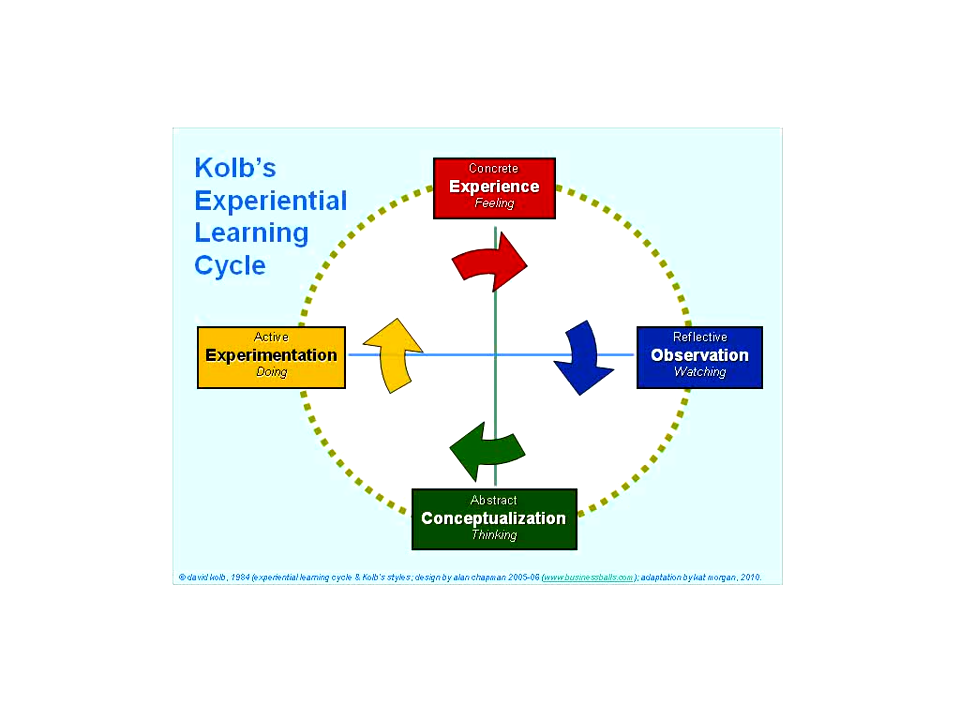 Kolb's
Experiential
Learning
Cycle
Concrete
Experience
Feeling
Active
Experimentation
Doing
Reflective
Observation
Watching
Abstract
Conceptualization
Thinking
© david kolb, 1984 (experiential learning cycle & Kolb's styles; design by alan chapman 2005-06 (www.businessballs.com); adaptation by kat morgan, 2010.